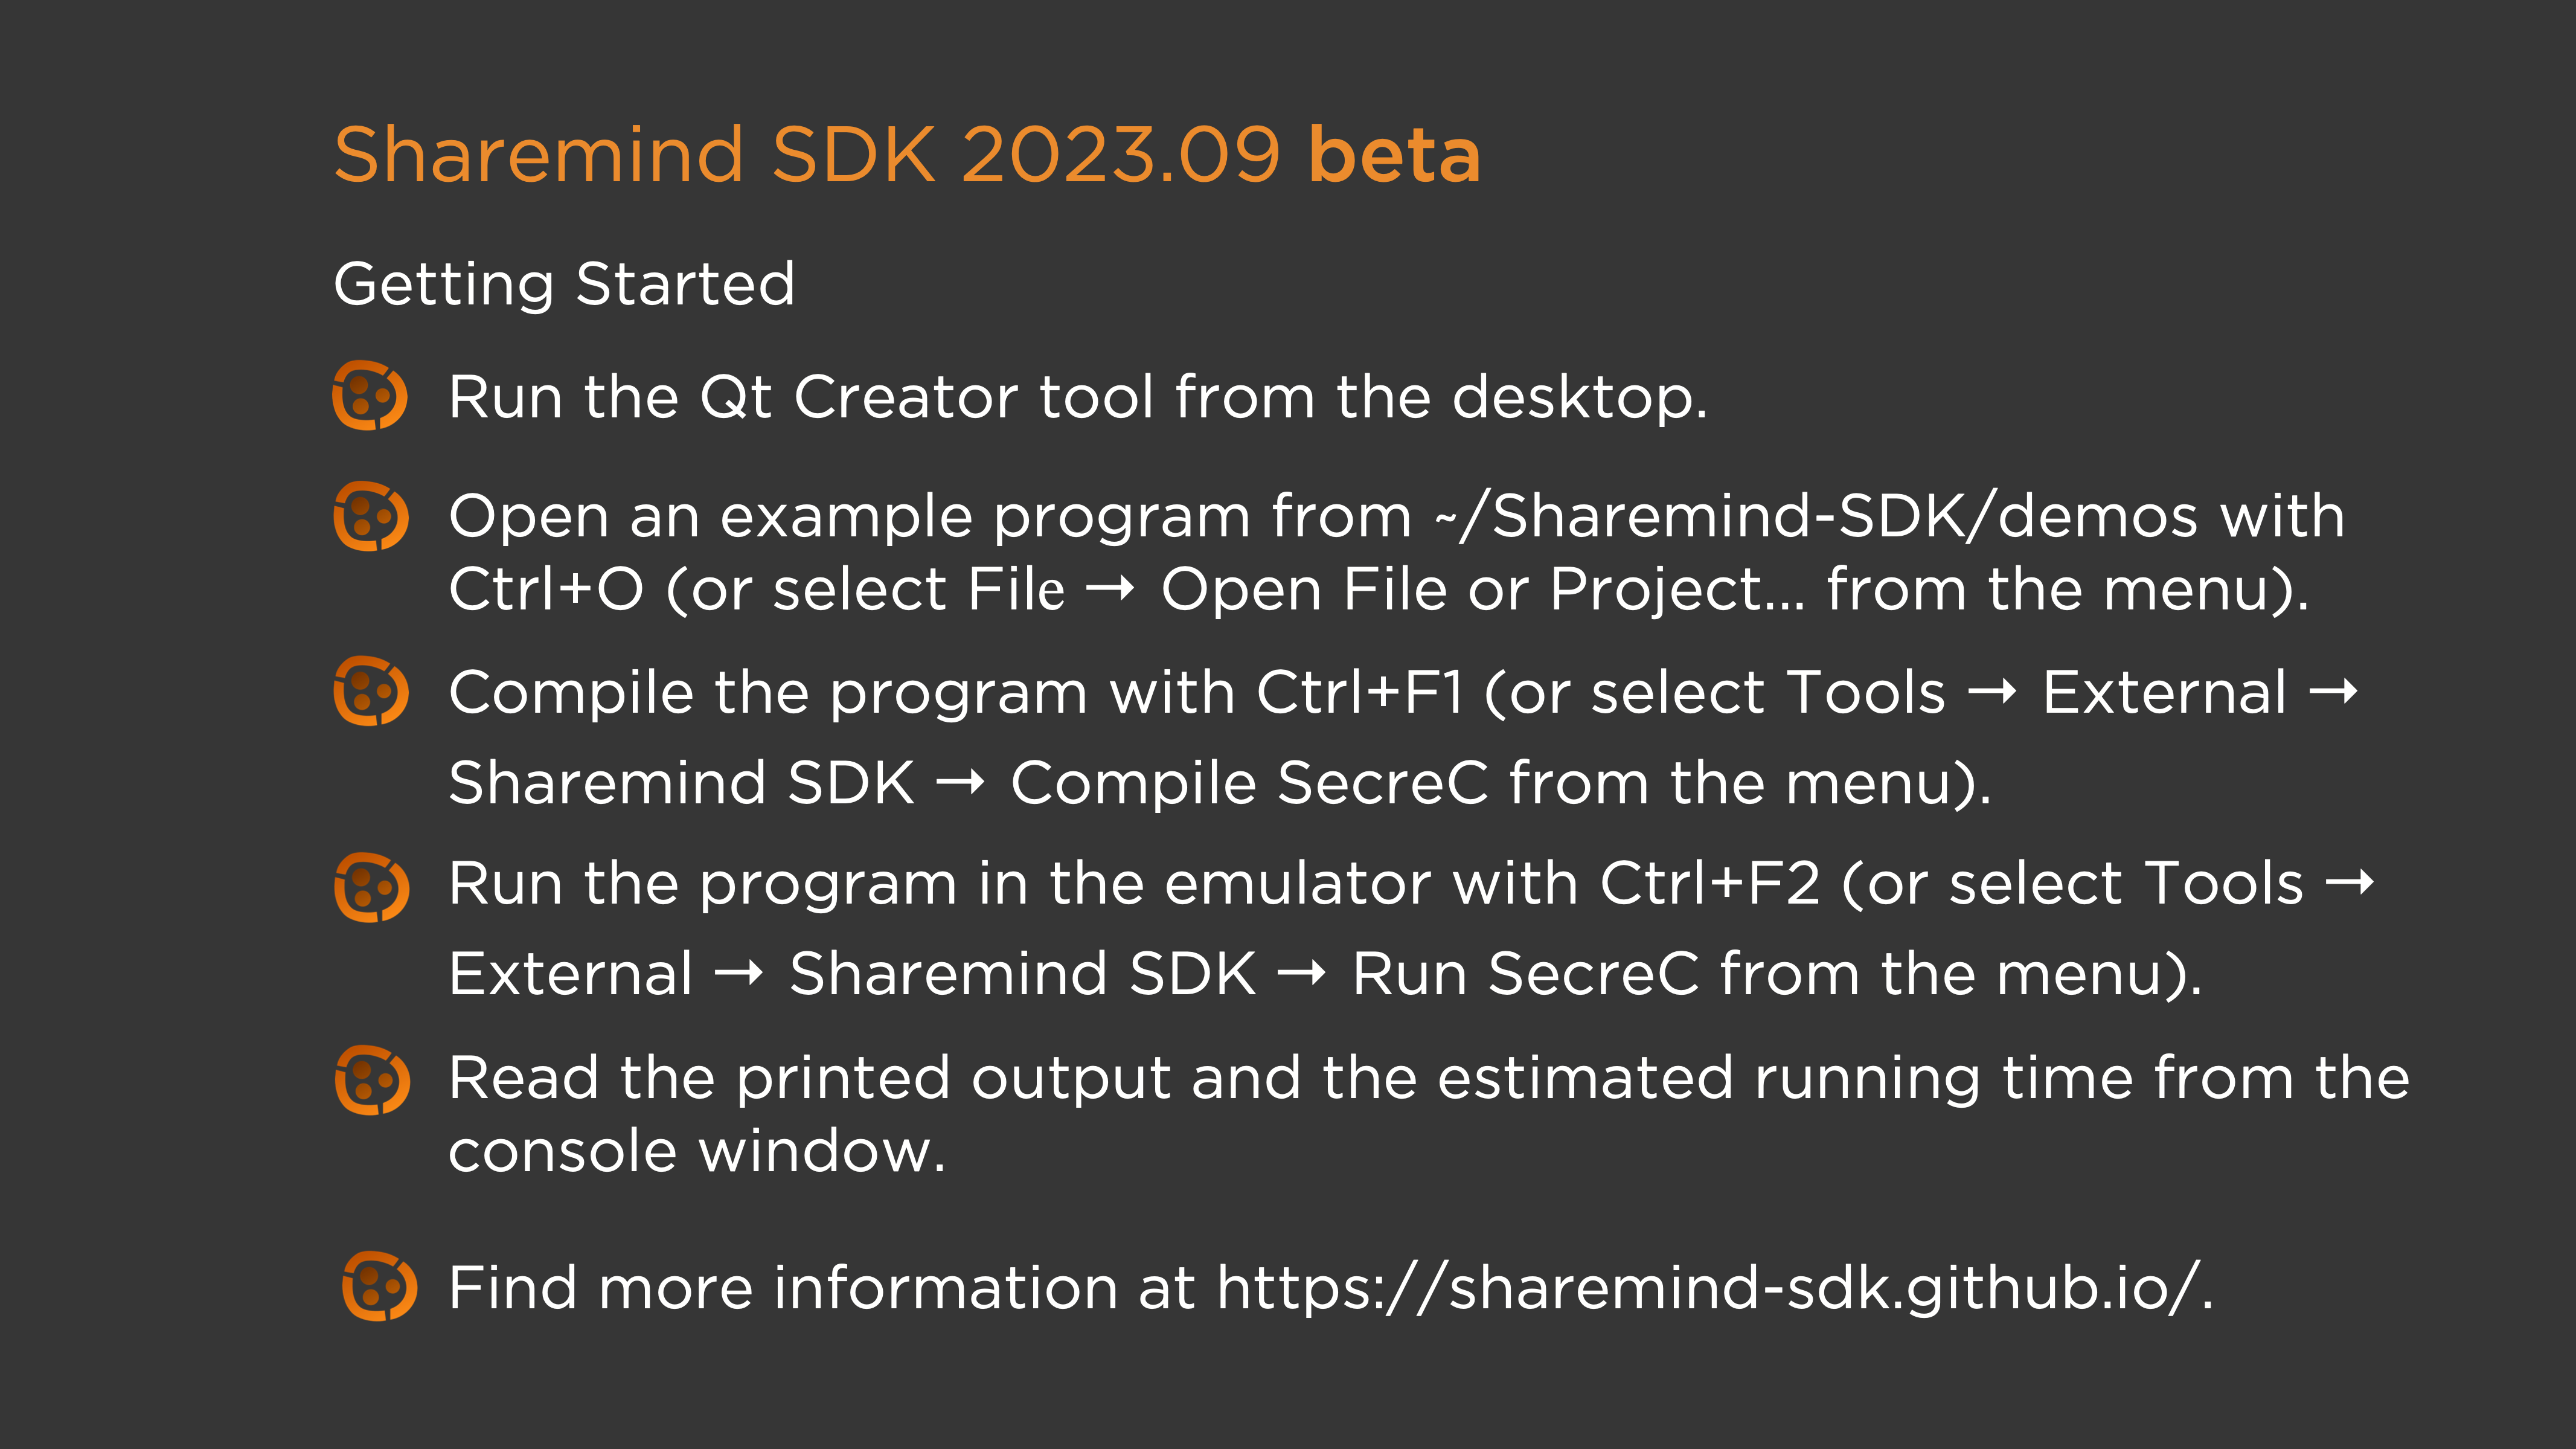 Sharemind SDK 2023.09 beta
Getting Started
Run the Qt Creator tool from the desktop.
Open an example program from ~/Sharemind-SDK/demos with
Ctrl+O (or select File → Open File or Project... from the menu).
Compile the program with Ctrl+F1 (or select Tools → External →
Sharemind SDK → Compile SecreC from the menu).
Run the program in the emulator with Ctrl+F2 (or select Tools →
External → Sharemind SDK → Run SecreC from the menu).
Read the printed output and the estimated running time from the
console window.
Find more information at https://sharemind-sdk.github.io/.